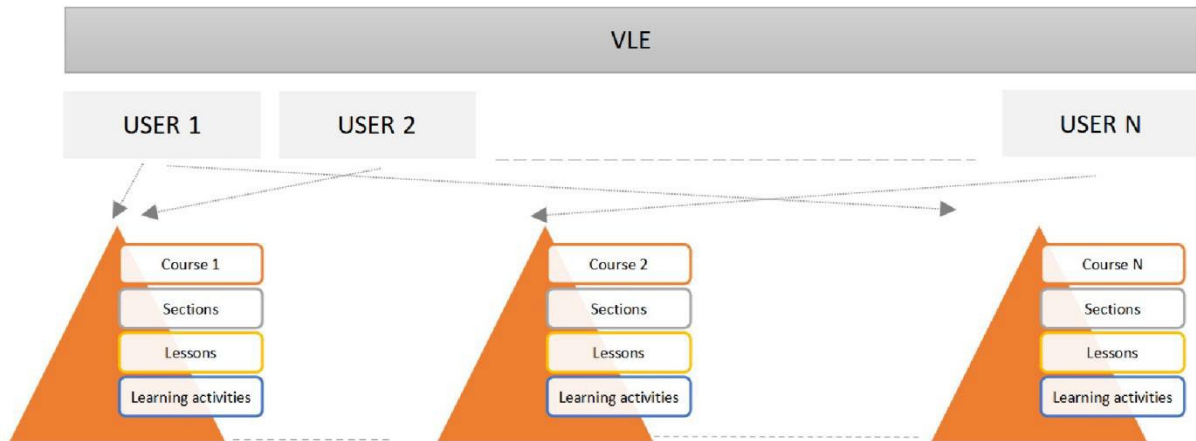 VLE
USER 1
USER 2
USER N
Course 1
Sections
Lessons
Learning activities
Course 2
Sections
Lessons
Learning activities
Course N
Sections
Lessons
Learning activities